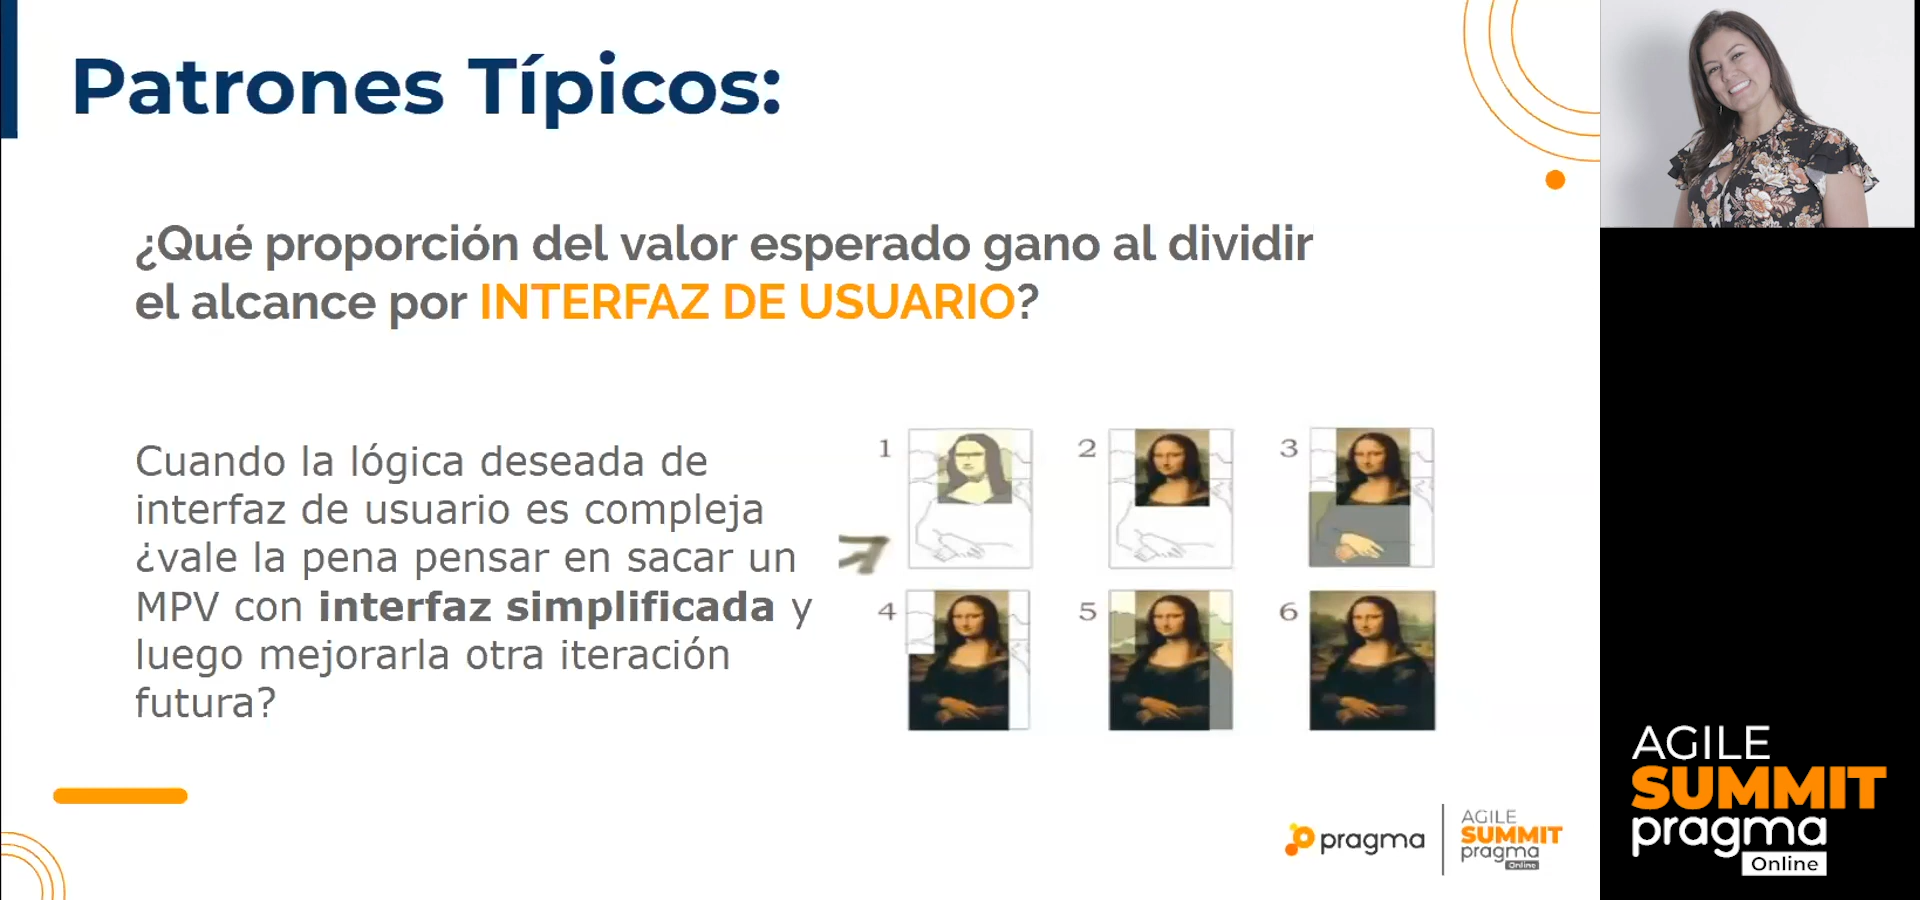 Patrones Típicos:
¿Qué proporción del valor esperado gano al dividir
el alcance por INTERFAZ DE USUARIO?
Cuando la lógica deseada de
interfaz de usuario es compleja
¿vale la pena pensar en sacar un
MPV con interfaz simplificada y
luego mejorarla otra iteración
futura?
1
2
3
4
5
6
pragma
AGILE
SUMMIT
pragma
Online
AGILE
SUMMIT
pragma
Online